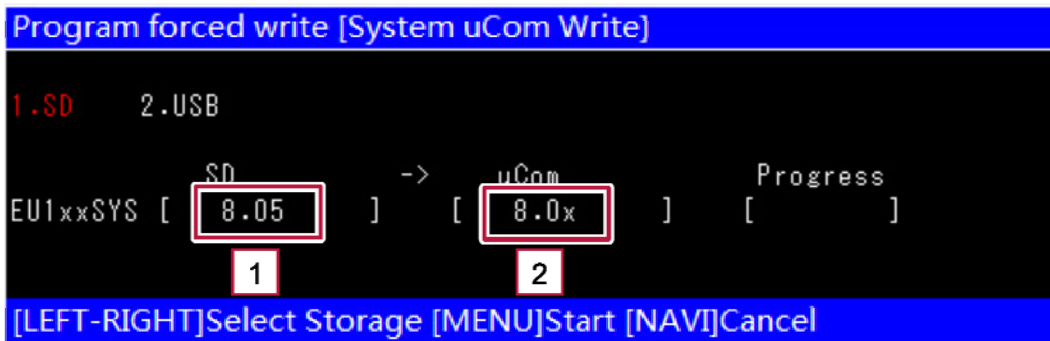 Program forced write [System uCom Write]
1.SD 2.USB
SD -> uCom Progress
EU1xxSYS [ 8.05 ] [ 8.0x ] [ ]
1 2
[LEFT-RIGHT]Select Storage [MENU]Start [NAVI]Cancel